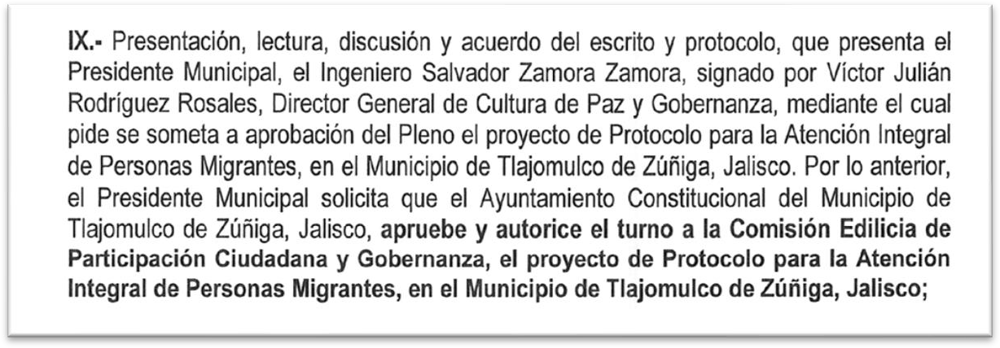 IX.- Presentación, lectura, discusión y acuerdo del escrito y protocolo, que presenta el
Presidente Municipal, el Ingeniero Salvador Zamora Zamora, signado por Víctor Julián
Rodríguez Rosales, Director General de Cultura de Paz y Gobernanza, mediante el cual
pide se someta a aprobación del Pleno el proyecto de Protocolo para la Atención Integral
de Personas Migrantes, en el Municipio de Tlajomulco de Zúñiga, Jalisco. Por lo anterior,
el Presidente Municipal solicita que el Ayuntamiento Constitucional del Municipio de
Tlajomulco de Zúñiga, Jalisco, apruebe y autorice el turno a la Comisión Edilicia de
Participación Ciudadana y Gobernanza, el proyecto de Protocolo para la Atención
Integral de Personas Migrantes, en el Municipio de Tlajomulco de Zúñiga, Jalisco;